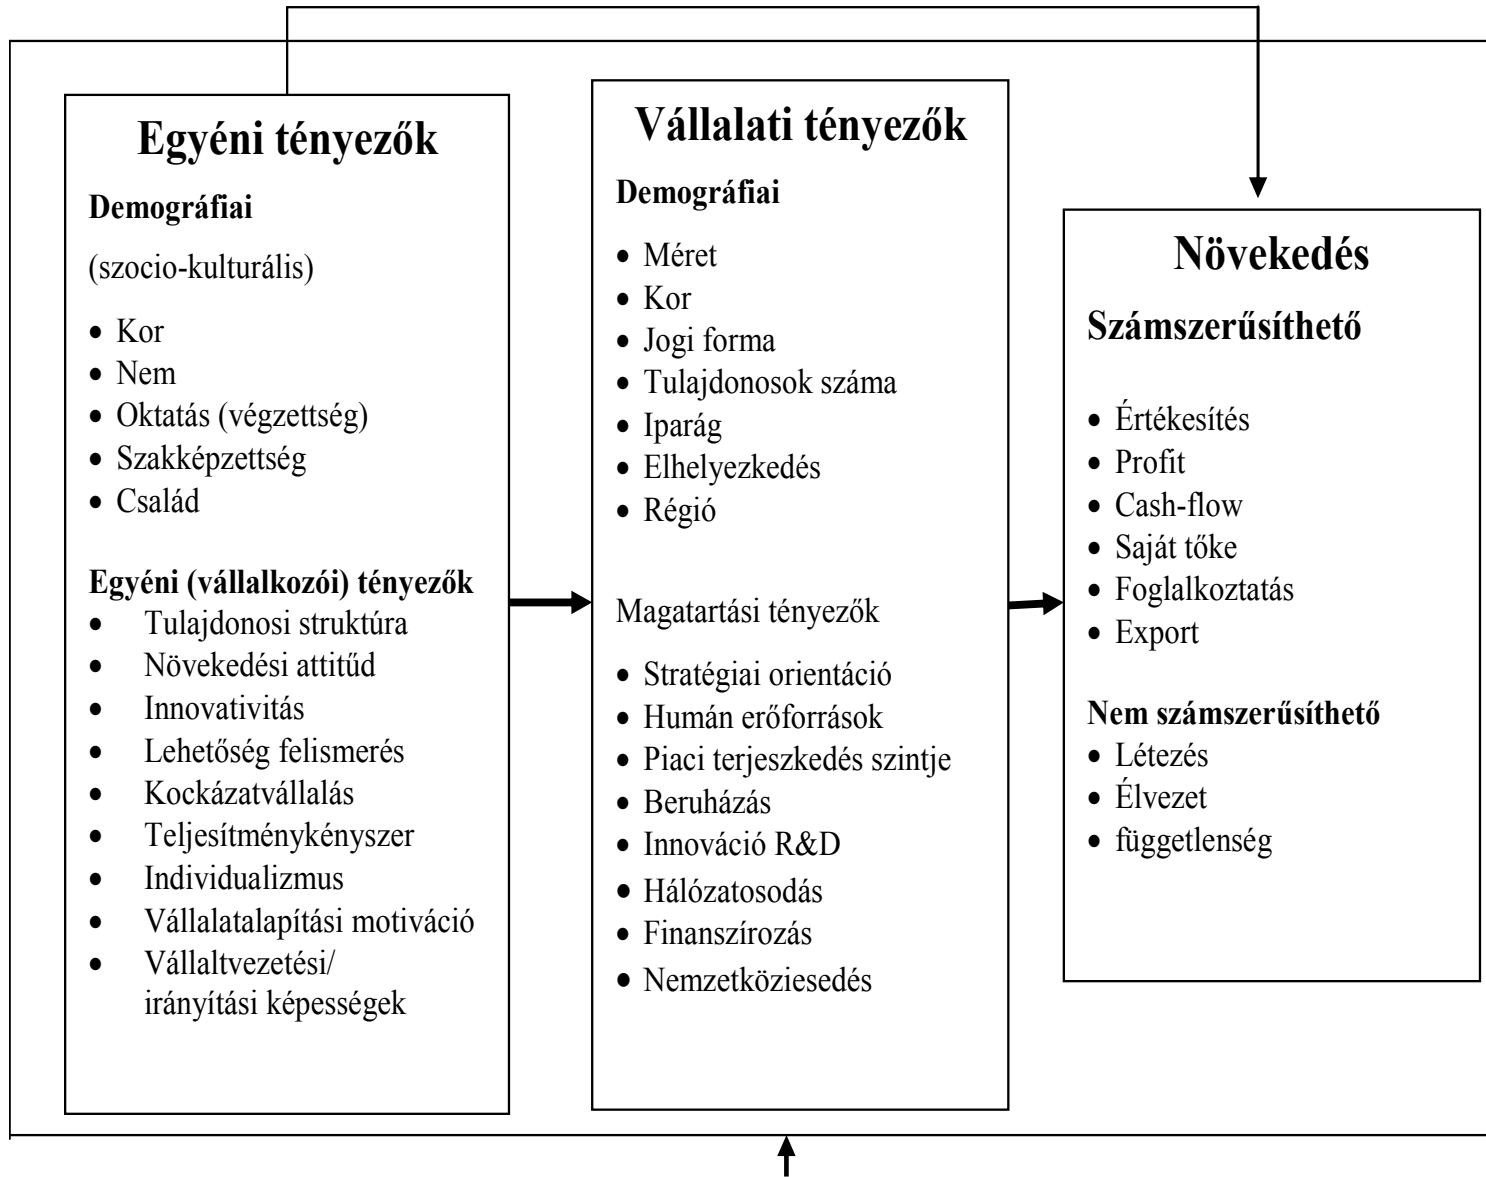 Egyéni tényezők
Demográfiai
(szocio-kulturális)
• Kor
• Nem
• Oktatás (végzettség)
• Szakképzettség
• Család
Egyéni (vállalkozói) tényezők
• Tulajdonosi struktúra
• Növekedési attitűd
• Innovativitás
• Lehetőség felismerés
• Kockázatvállalás
• Teljesítménykényszer
• Individualizmus
• Vállalatalapítási motiváció
• Vállaltvezetési/
irányítási képességek
Vállalati tényezők
Demográfiai
• Méret
• Kor
• Jogi forma
• Tulajdonosok száma
• Iparág
• Elhelyezkedés
• Régió
Magatartási tényezők
• Stratégiai orientáció
• Humán erőforrások
• Piaci terjeszkedés szintje
• Beruházás
• Innováció R&D
• Hálózatosodás
• Finanszírozás
• Nemzetköziesedés
Növekedés
Számszerűsíthető
• Értékesítés
• Profit
• Cash-flow
• Saját tőke
• Foglalkoztatás
• Export
Nem számszerűsíthető
• Létezés
• Élvezet
• függetlenség